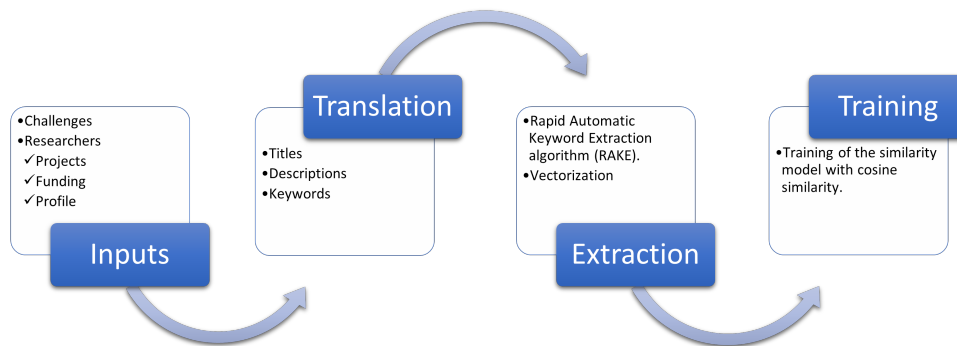 •Challenges
•Researchers
✓Projects
✓Funding
✓Profile
Inputs
Translation
•Titles
•Descriptions
•Keywords
•Rapid Automatic
Keyword Extraction
algorithm (RAKE).
•Vectorization
Extraction
Training
•Training of the similarity
model with cosine
similarity.